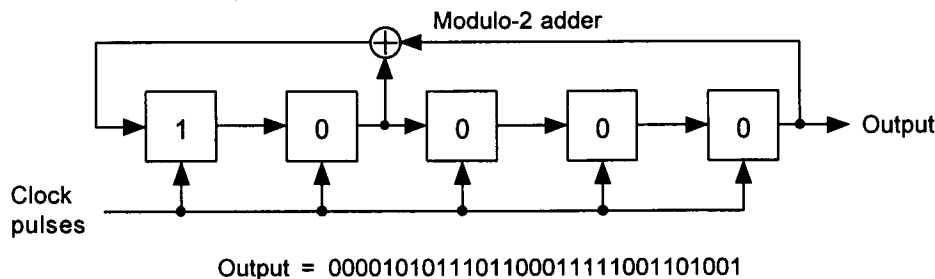 Modulo-2 adder
1 0 0 0 0 Output
Clock
pulses
Output = 0000101011101100011111001101001